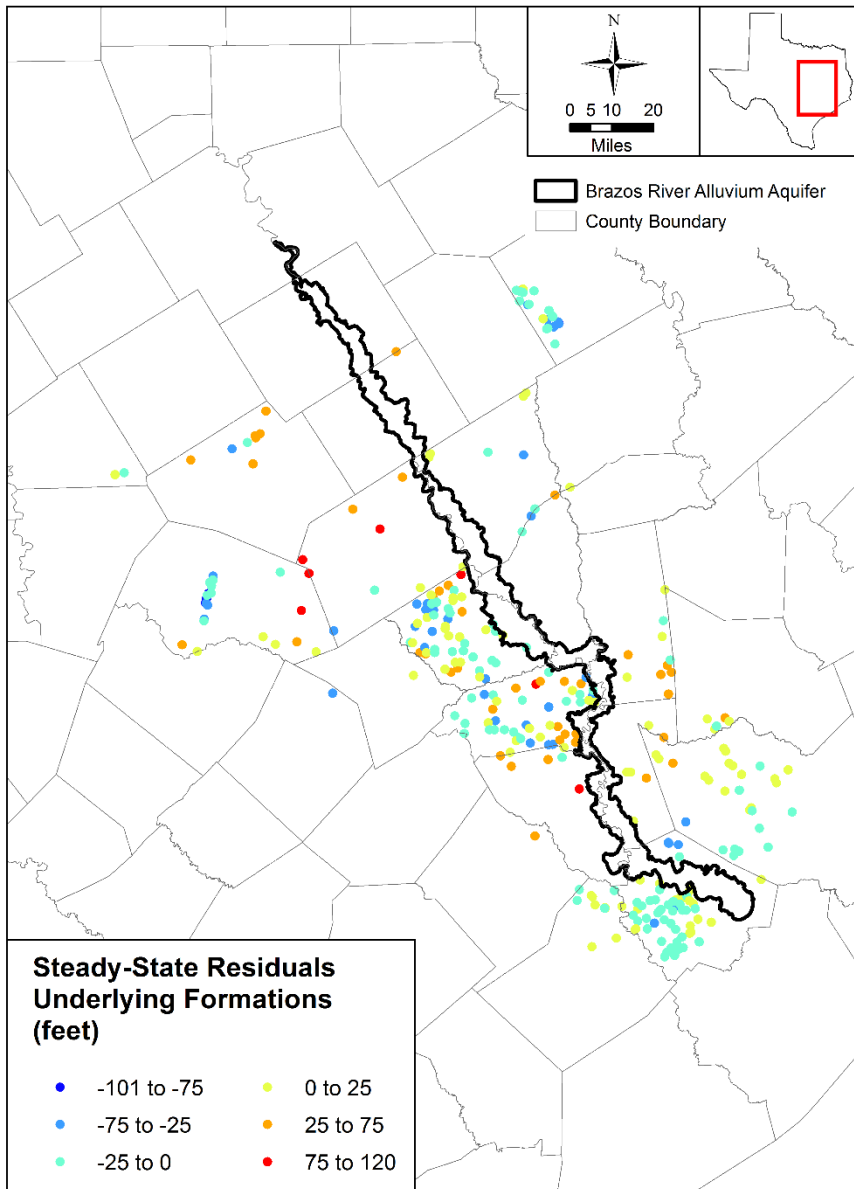 N
0 5 10 20
Miles
Brazos River Alluvium Aquifer
County Boundary
Steady-State Residuals
Underlying Formations
(feet)
-101 to -75
-75 to -25
-25 to 0
0 to 25
25 to 75
75 to 120